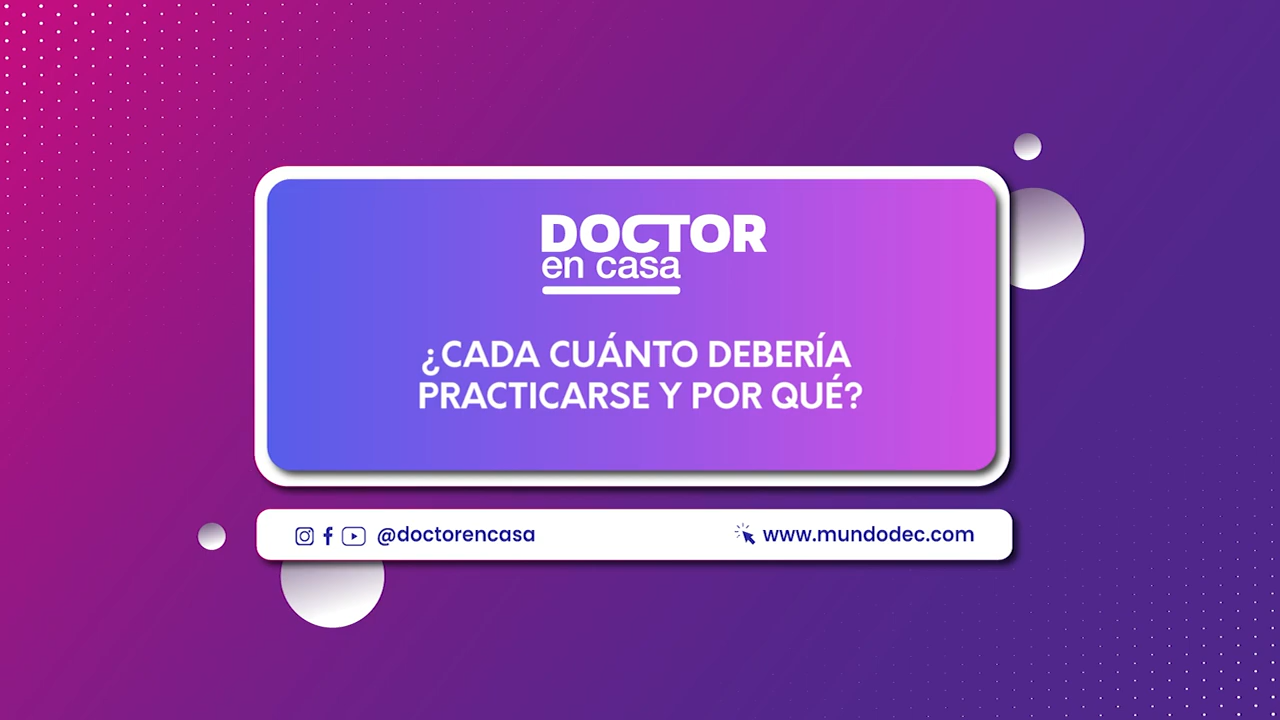 DOCTOR
en casa
¿CADA CUÁNTO DEBERÍA
PRACTICARSE Y POR QUÉ?
@doctorencasa
www.mundodec.com